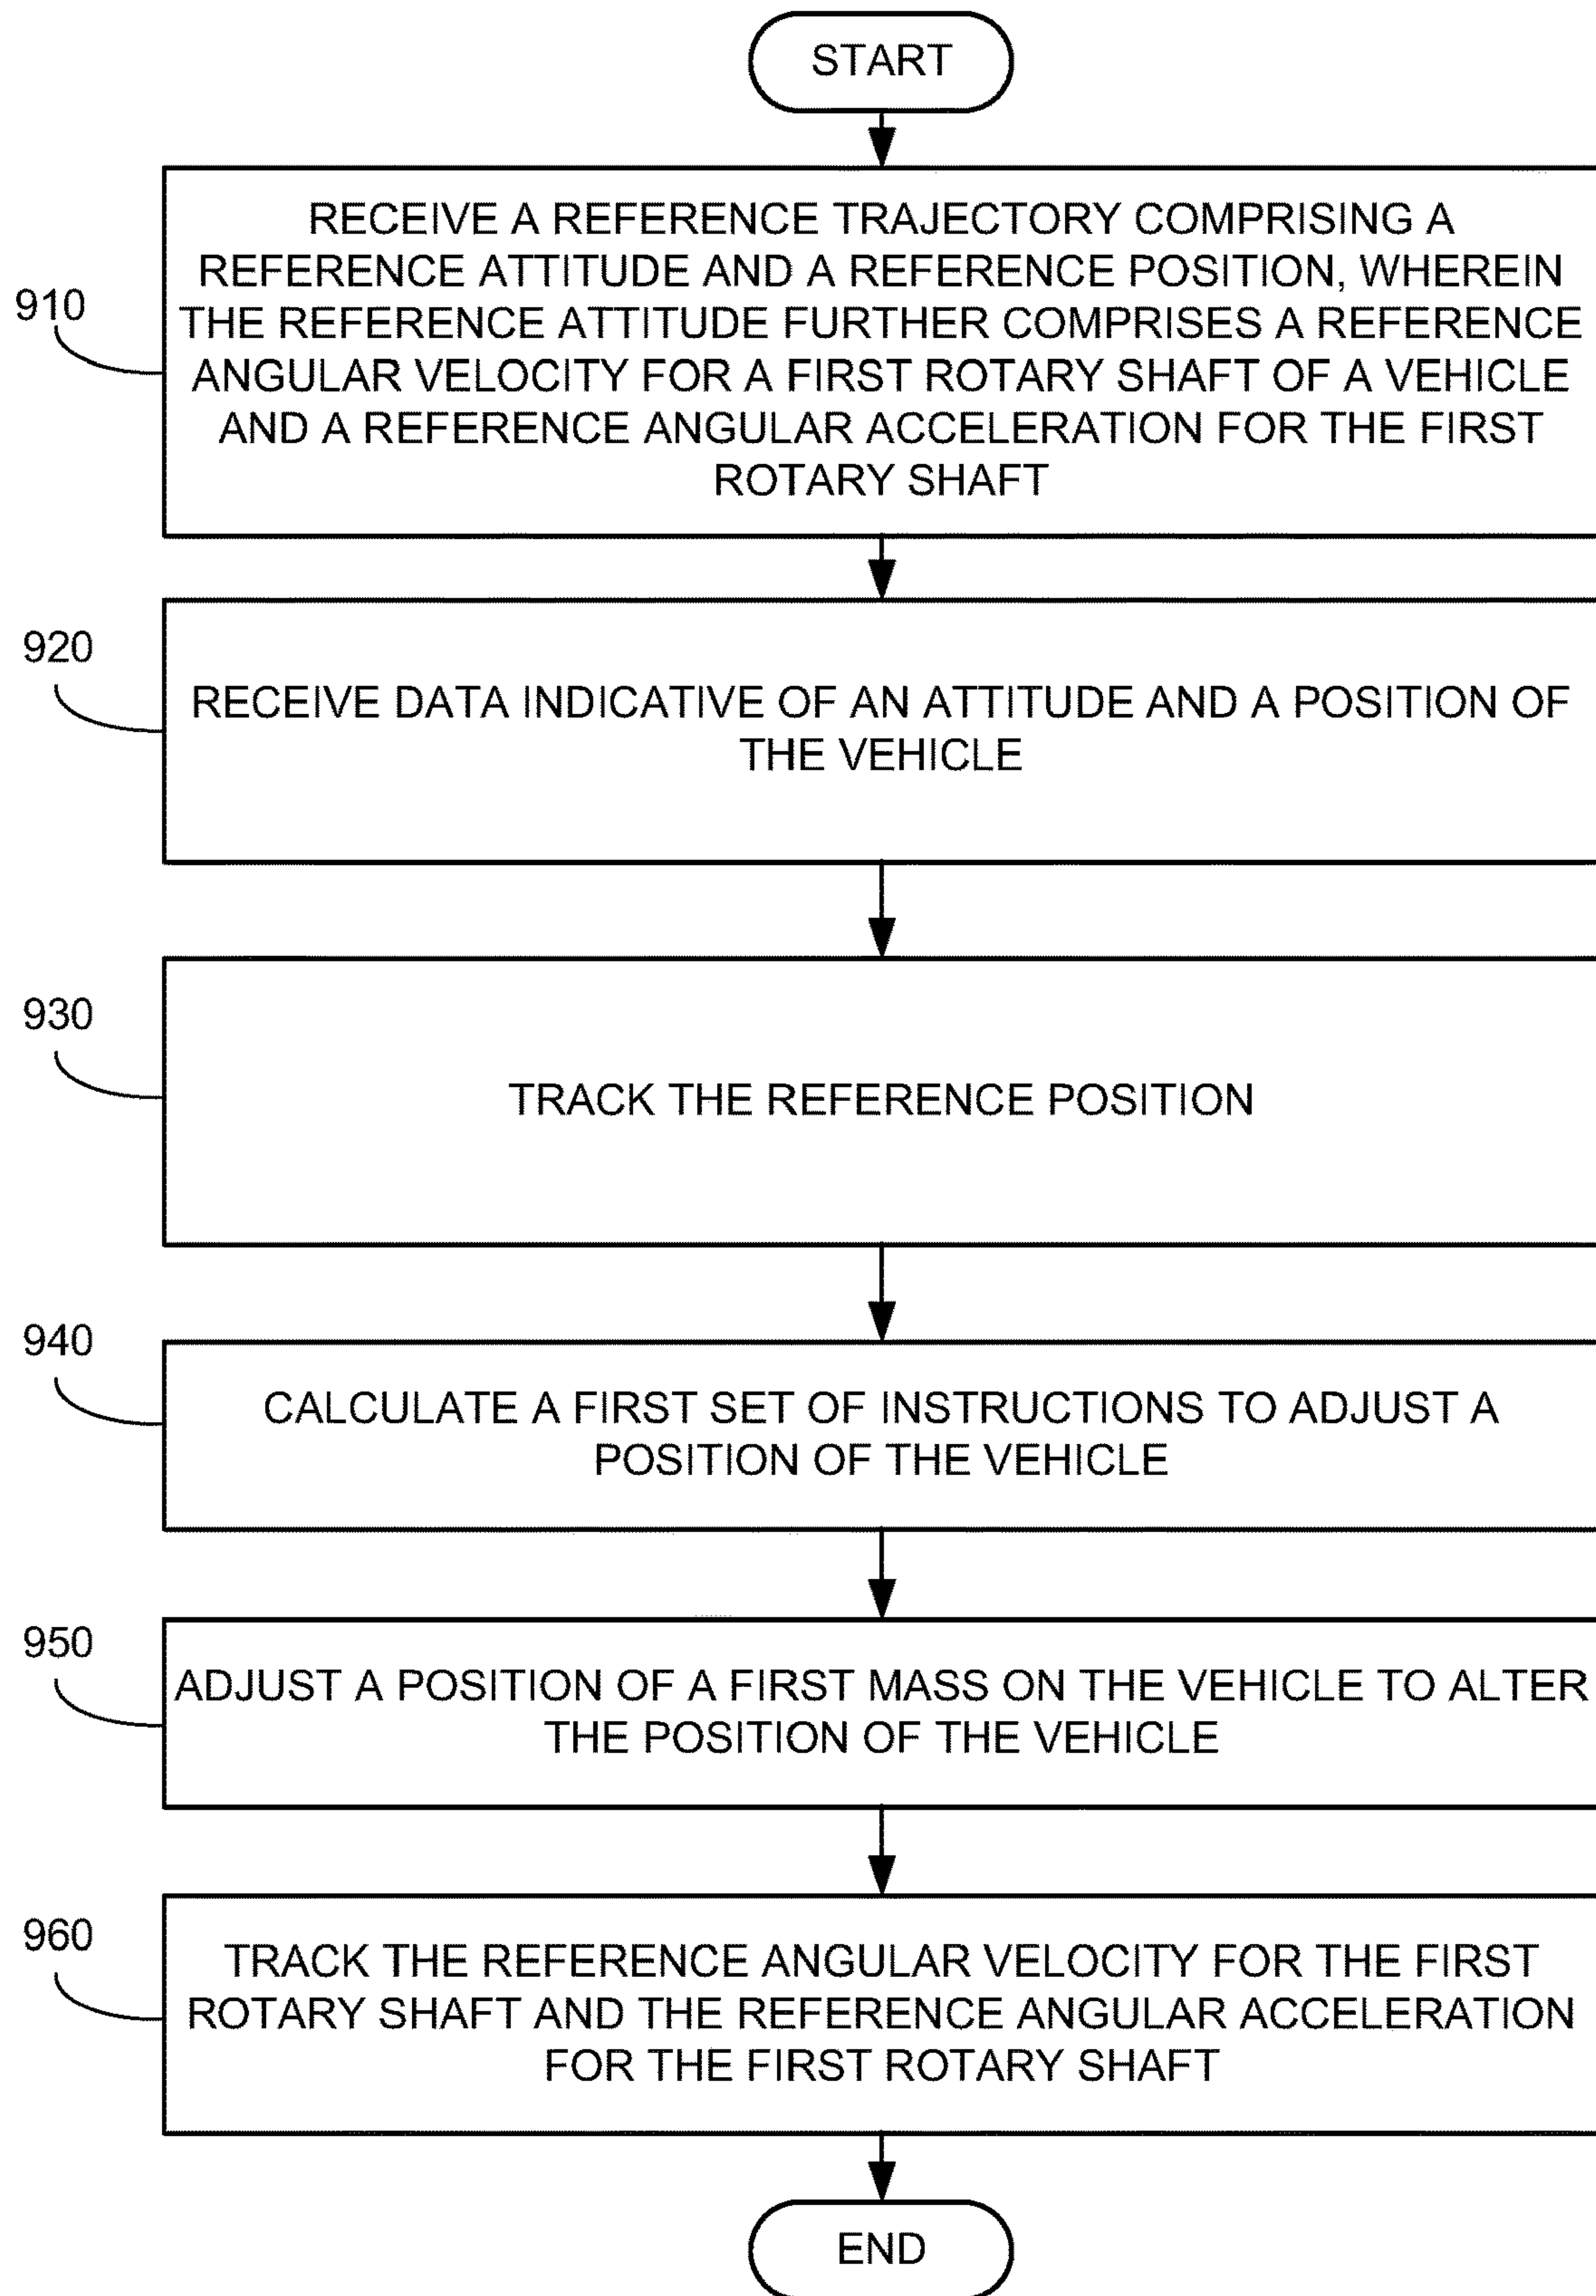 START
910
RECEIVE A REFERENCE TRAJECTORY COMPRISING A
REFERENCE ATTITUDE AND A REFERENCE POSITION, WHEREIN
THE REFERENCE ATTITUDE FURTHER COMPRISES A REFERENCE
ANGULAR VELOCITY FOR A FIRST ROTARY SHAFT OF A VEHICLE
AND A REFERENCE ANGULAR ACCELERATION FOR THE FIRST
ROTARY SHAFT
920
RECEIVE DATA INDICATIVE OF AN ATTITUDE AND A POSITION OF
THE VEHICLE
930
TRACK THE REFERENCE POSITION
940
CALCULATE A FIRST SET OF INSTRUCTIONS TO ADJUST A
POSITION OF THE VEHICLE
950
ADJUST A POSITION OF A FIRST MASS ON THE VEHICLE TO ALTER
THE POSITION OF THE VEHICLE
960
TRACK THE REFERENCE ANGULAR VELOCITY FOR THE FIRST
ROTARY SHAFT AND THE REFERENCE ANGULAR ACCELERATION
FOR THE FIRST ROTARY SHAFT
END